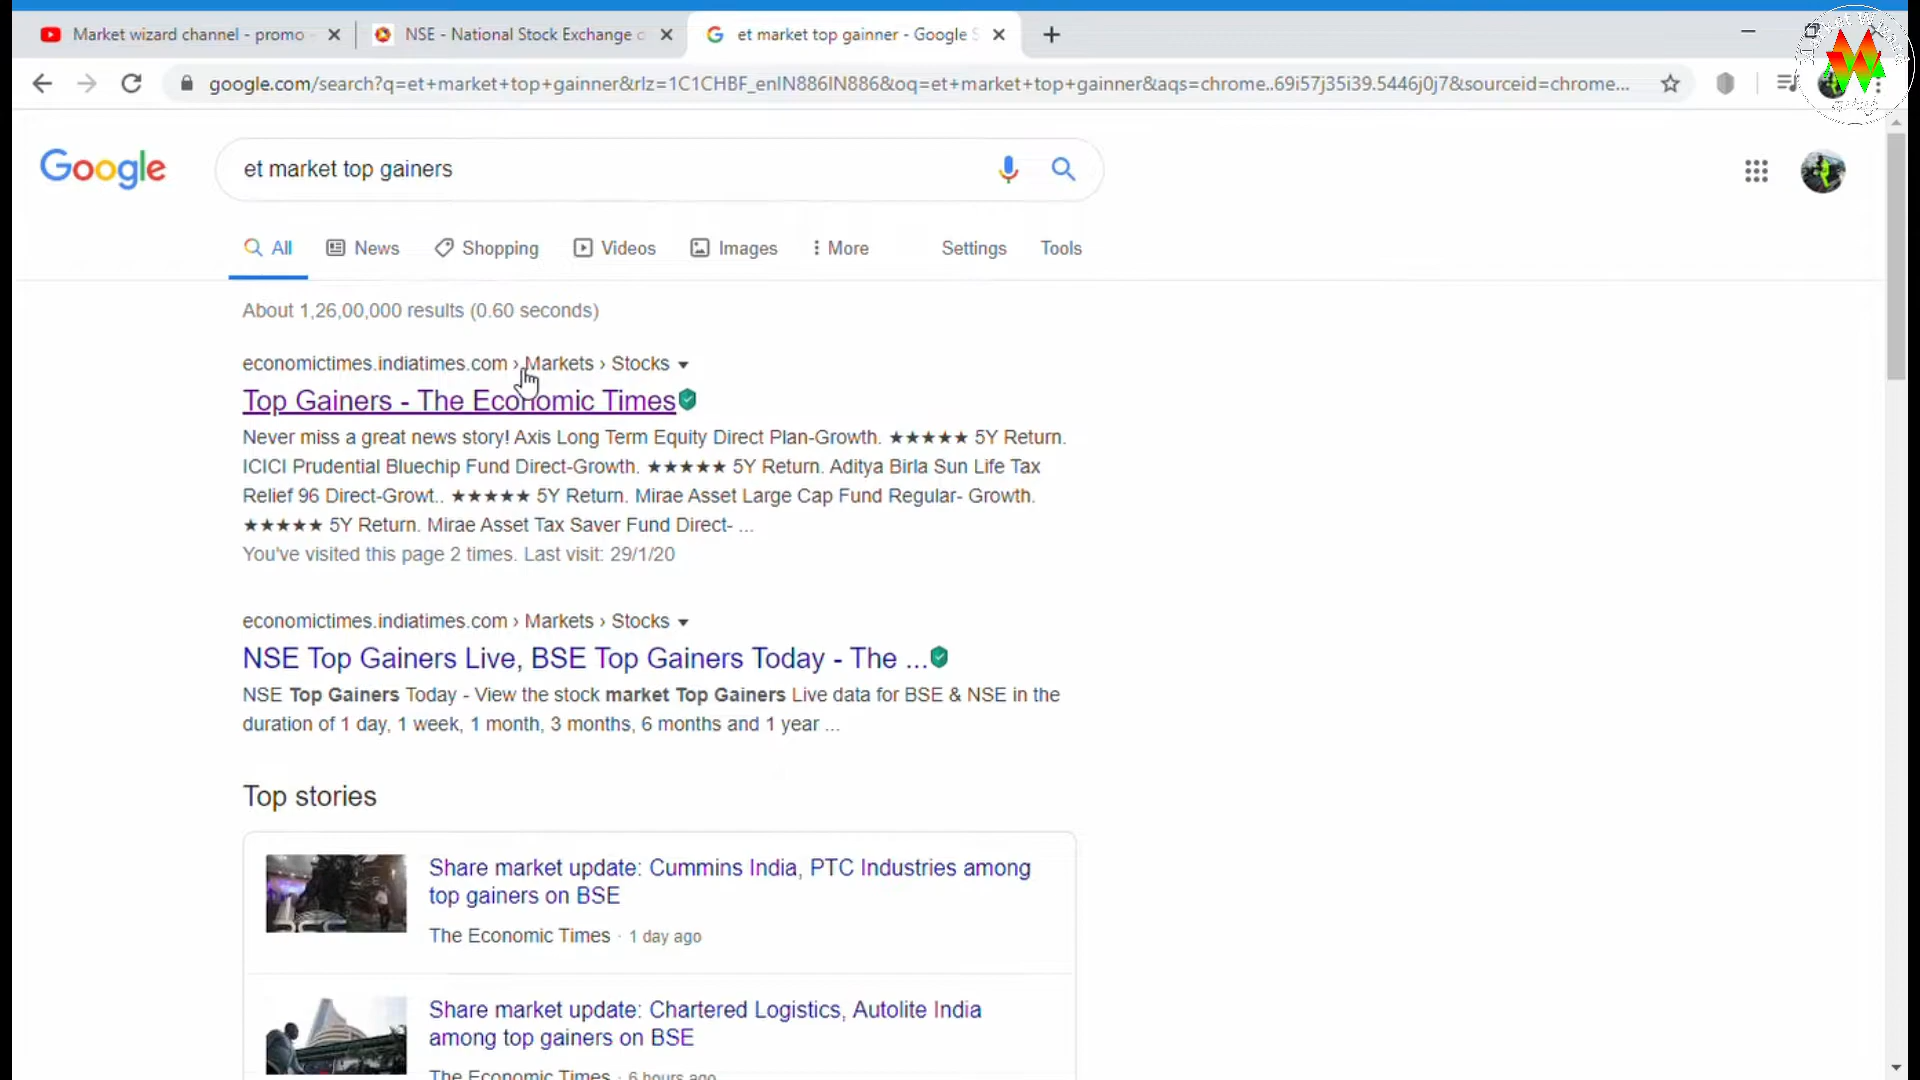 Market wizard channel - promo
NSE - National Stock Exchange o
et market top gainner - Google S
google.com/search?q=et+market+top+gainner&rlz=1C1CHBF_enIN886IN886&oq=et+market+top+gainner&aqs=chrome..69i57j35i39.5446j0j7&sourceid=chrome...
Google
et market top gainers
All News Shopping Videos Images More Settings Tools
About 1,26,00,000 results (0.60 seconds)
economictimes.indiatimes.com › Markets › Stocks
Top Gainers - The Economic Times
Never miss a great news story! Axis Long Term Equity Direct Plan-Growth. ★★★★★ 5Y Return.
ICICI Prudential Bluechip Fund Direct-Growth. ★★★★★ 5Y Return. Aditya Birla Sun Life Tax
Relief 96 Direct-Growt.. ★★★★★ 5Y Return. Mirae Asset Large Cap Fund Regular- Growth.
★★★★★ 5Y Return. Mirae Asset Tax Saver Fund Direct- ...
You've visited this page 2 times. Last visit: 29/1/20
economictimes.indiatimes.com › Markets › Stocks
NSE Top Gainers Live, BSE Top Gainers Today - The ...
NSE Top Gainers Today - View the stock market Top Gainers Live data for BSE & NSE in the
duration of 1 day, 1 week, 1 month, 3 months, 6 months and 1 year ...
Top stories
Share market update: Cummins India, PTC Industries among
top gainers on BSE
The Economic Times · 1 day ago
Share market update: Chartered Logistics, Autolite India
among top gainers on BSE
The Economic Times · 6 hours ago